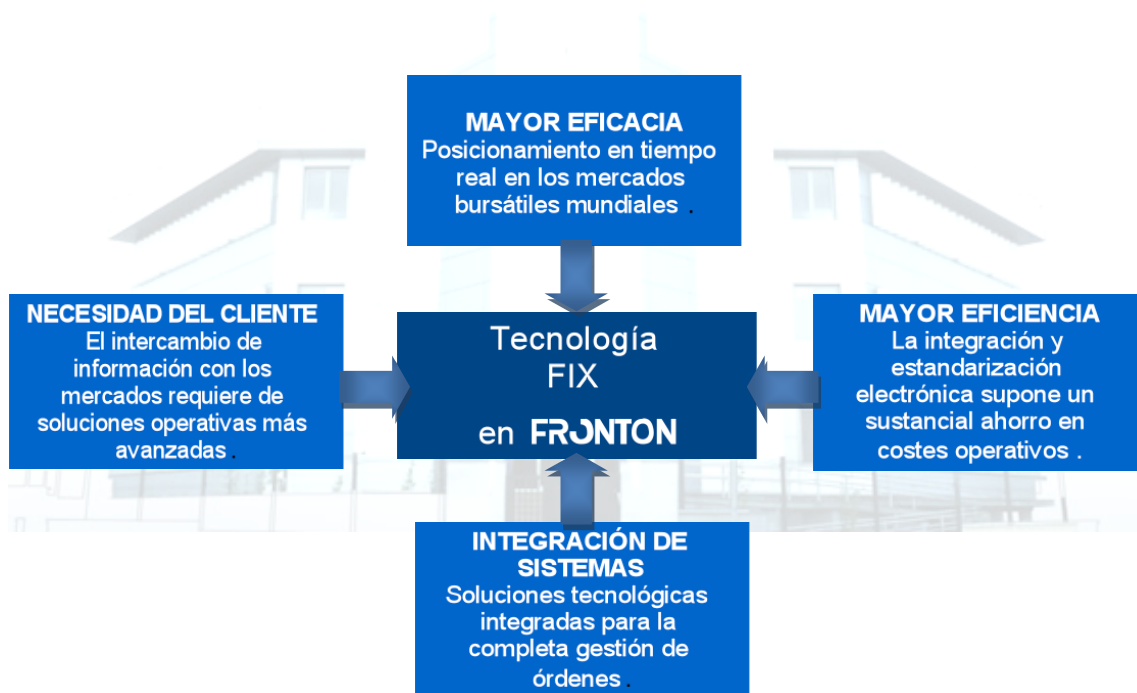 MAYOR EFICACIA
Posicionamiento en tiempo
real en los mercados
bursátiles mundiales .
NECESIDAD DEL CLIENTE
El intercambio de
información con los
mercados requiere de
soluciones operativas más
avanzadas .
Tecnología
FIX
en FRONTON
MAYOR EFICIENCIA
La integración y
estandarización
electrónica supone un
sustancial ahorro en
costes operativos .
INTEGRACIÓN DE
SISTEMAS
Soluciones tecnológicas
integradas para la
completa gestión de
órdenes .